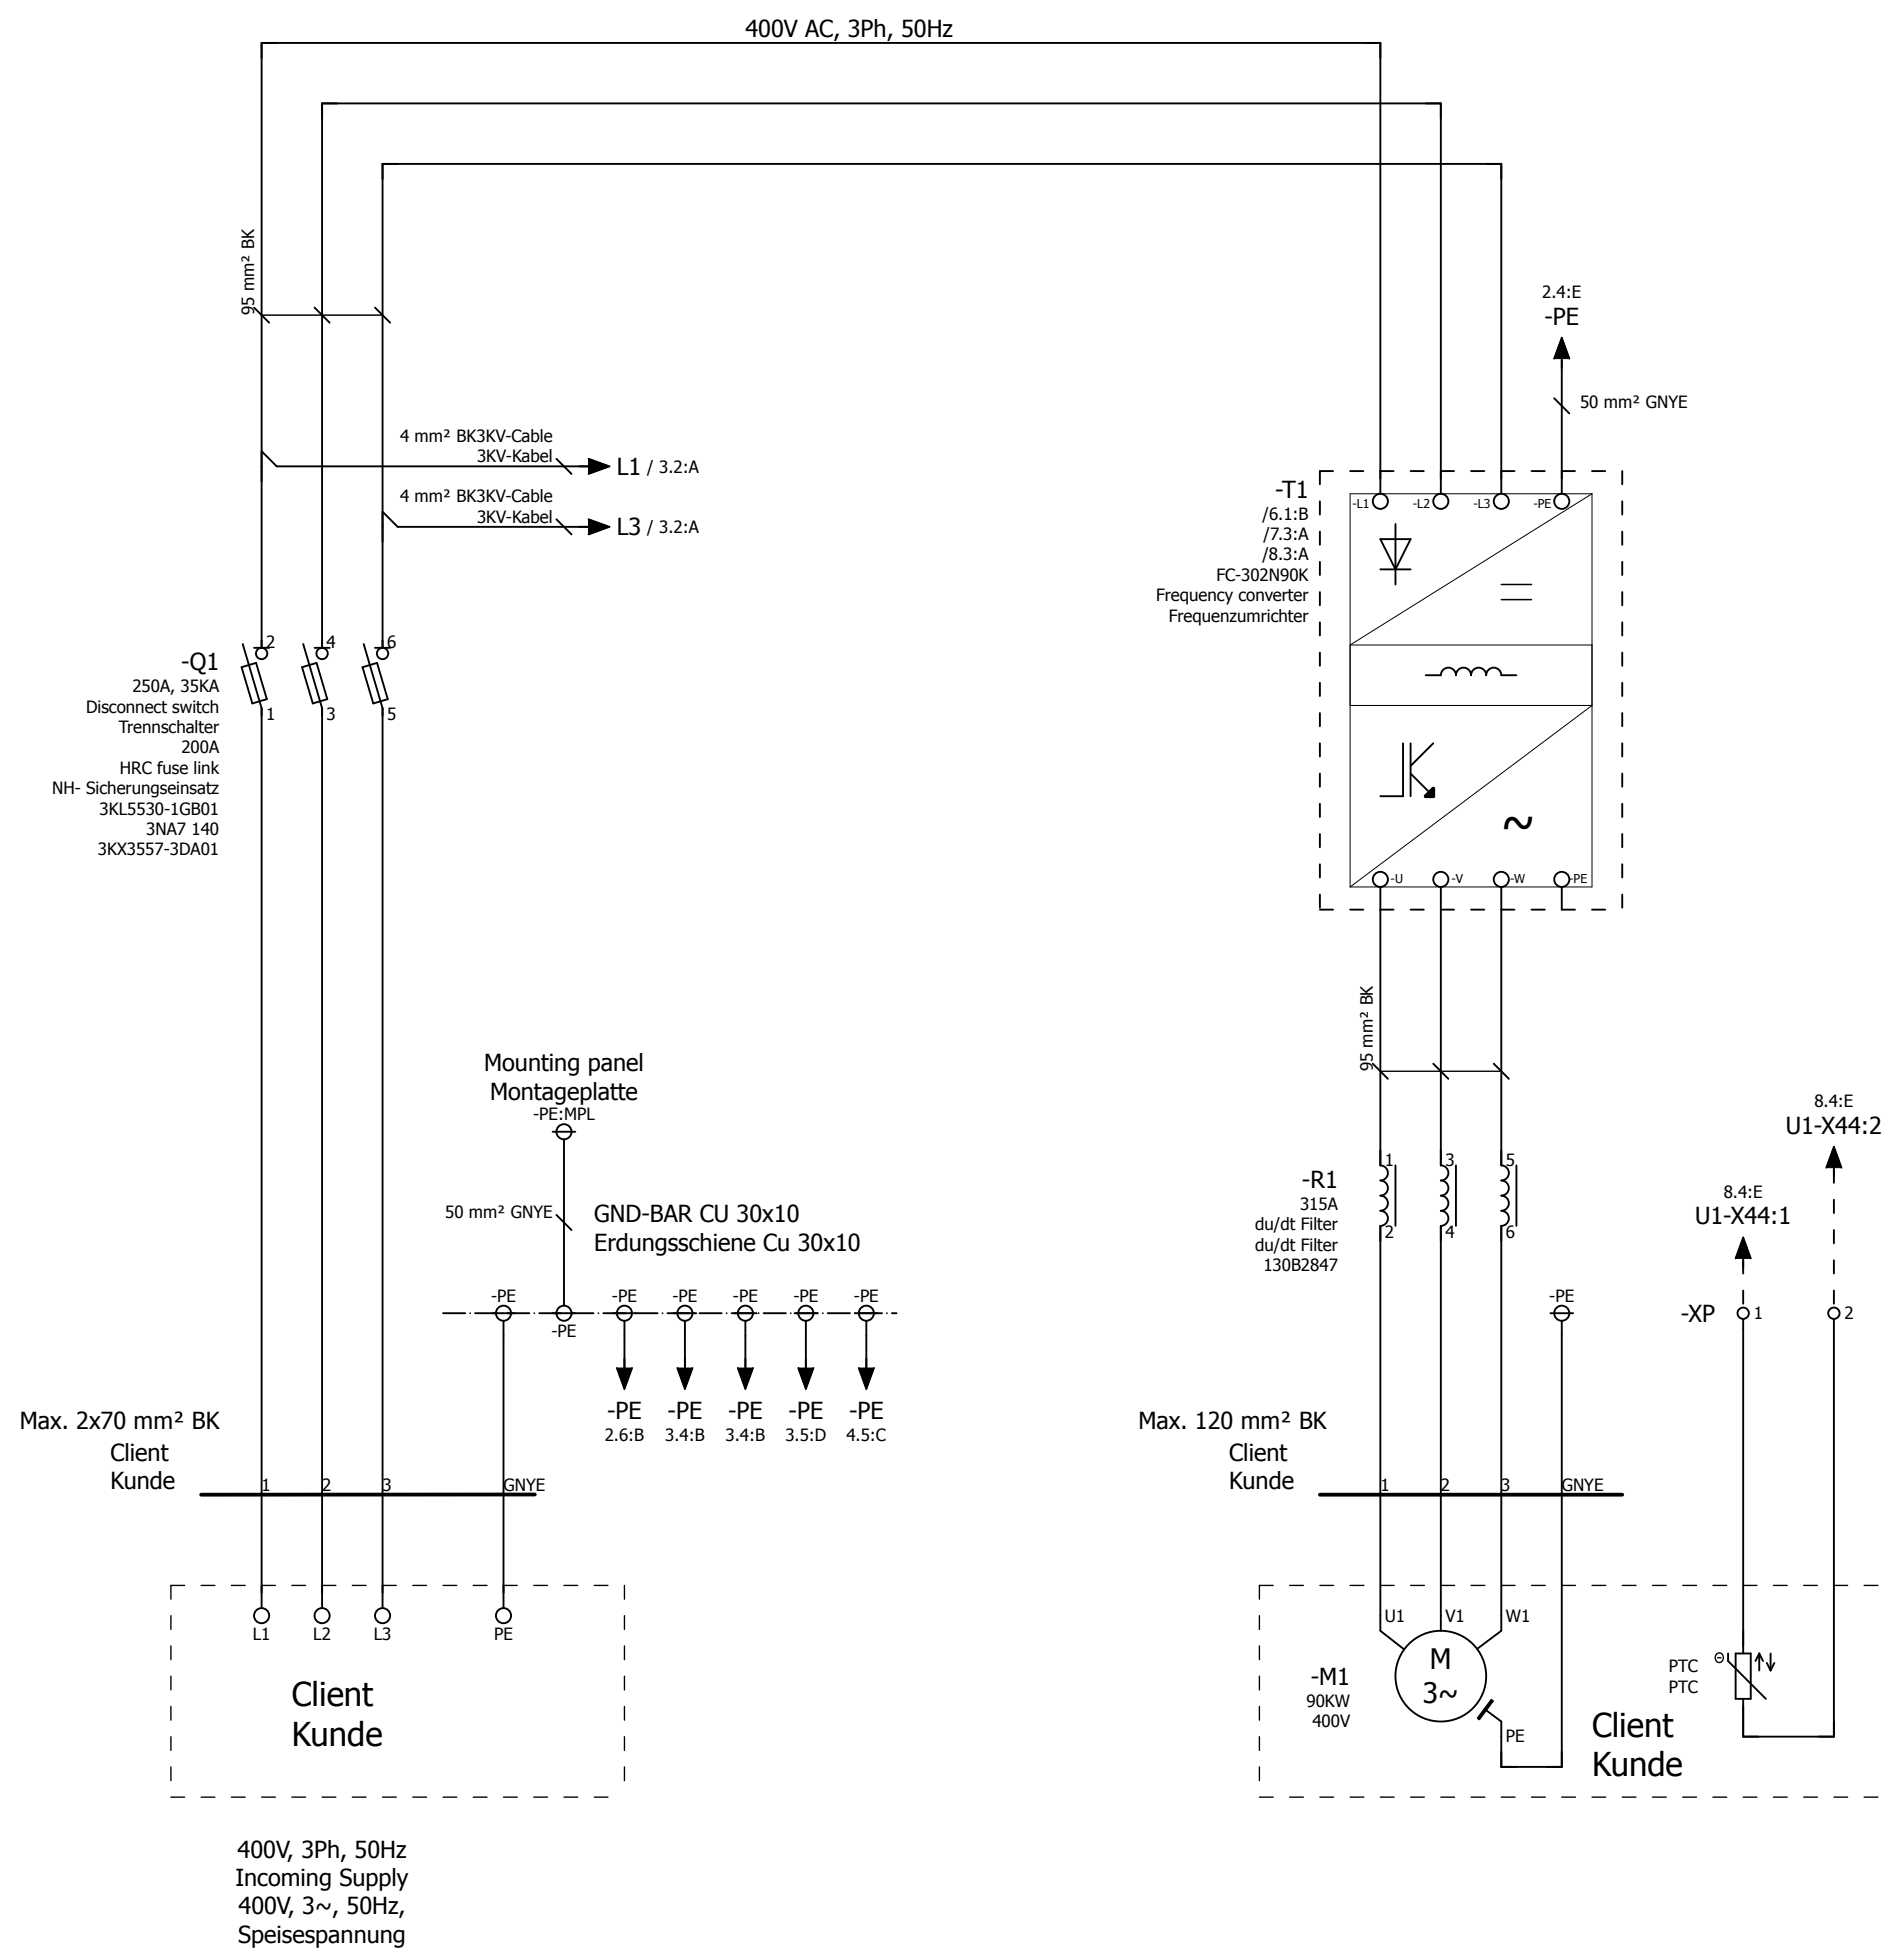 400V AC, 3Ph, 50Hz
95 mm² BK
2.4:E
-PE
50 mm² GNYE
4 mm² BK3KV-Cable
3KV-Kabel
L1 / 3.2:A
4 mm² BK3KV-Cable
3KV-Kabel
L3 / 3.2:A
-T1
/6.1:B
/7.3:A
/8.3:A
FC-302N90K
Frequency converter
Frequenzumrichter
-L1 -L2 -L3 -PE
~
-U -V -W -PE
2 4 6
-Q1
250A, 35KA
Disconnect switch
Trennschalter
200A
HRC fuse link
NH- Sicherungseinsatz
3KL5530-1GB01
3NA7 140
3KX3557-3DA01
1 3 5
95 mm² BK
Mounting panel
Montageplatte
-PE:MPL
50 mm² GNYE
GND-BAR CU 30x10
Erdungsschiene Cu 30x10
-PE -PE -PE -PE -PE -PE
-PE
-PE -PE -PE -PE -PE
2.6:B 3.4:B 3.4:B 3.5:D 4.5:C
1 3 5
-R1
315A
du/dt Filter
du/dt Filter
130B2847
2 4 6
-PE
8.4:E
U1-X44:2
8.4:E
U1-X44:1
-XP 1 2
Max. 2x70 mm² BK
Client
Kunde
1 2 3 GNYE
Max. 120 mm² BK
Client
Kunde
1 2 3 GNYE
L1 L2 L3 PE
Client
Kunde
U1 V1 W1
M
3~
-M1
90KW
400V
PE
PTC
PTC
Θ
Client
Kunde
400V, 3Ph, 50Hz
Incoming Supply
400V, 3~, 50Hz,
Speisespannung